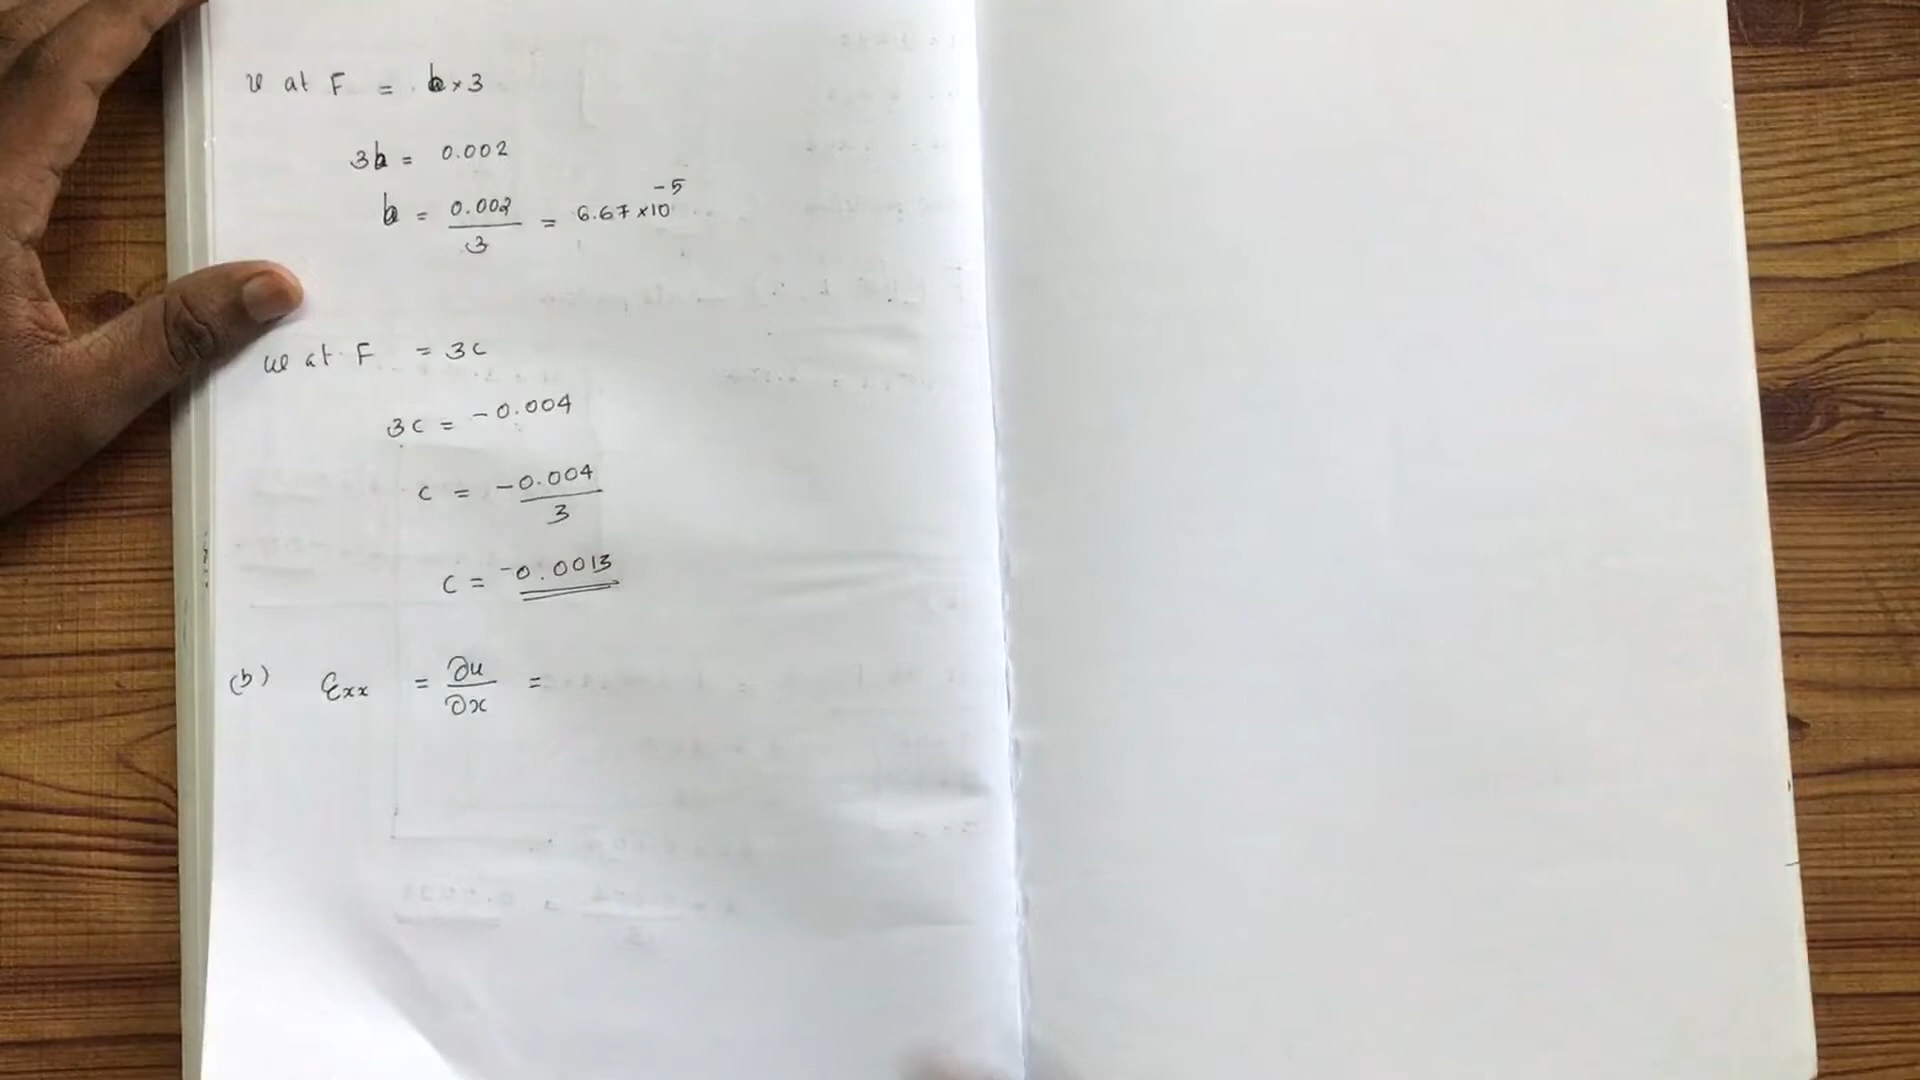 v at F = b × 3
3b = 0.002
b = 0.002/3 = 6.67 × 10⁻⁵
w at F = 3c
3c = -0.004
c = -0.004/3
c = -0.0013
(b) εxx = ∂u/∂x =